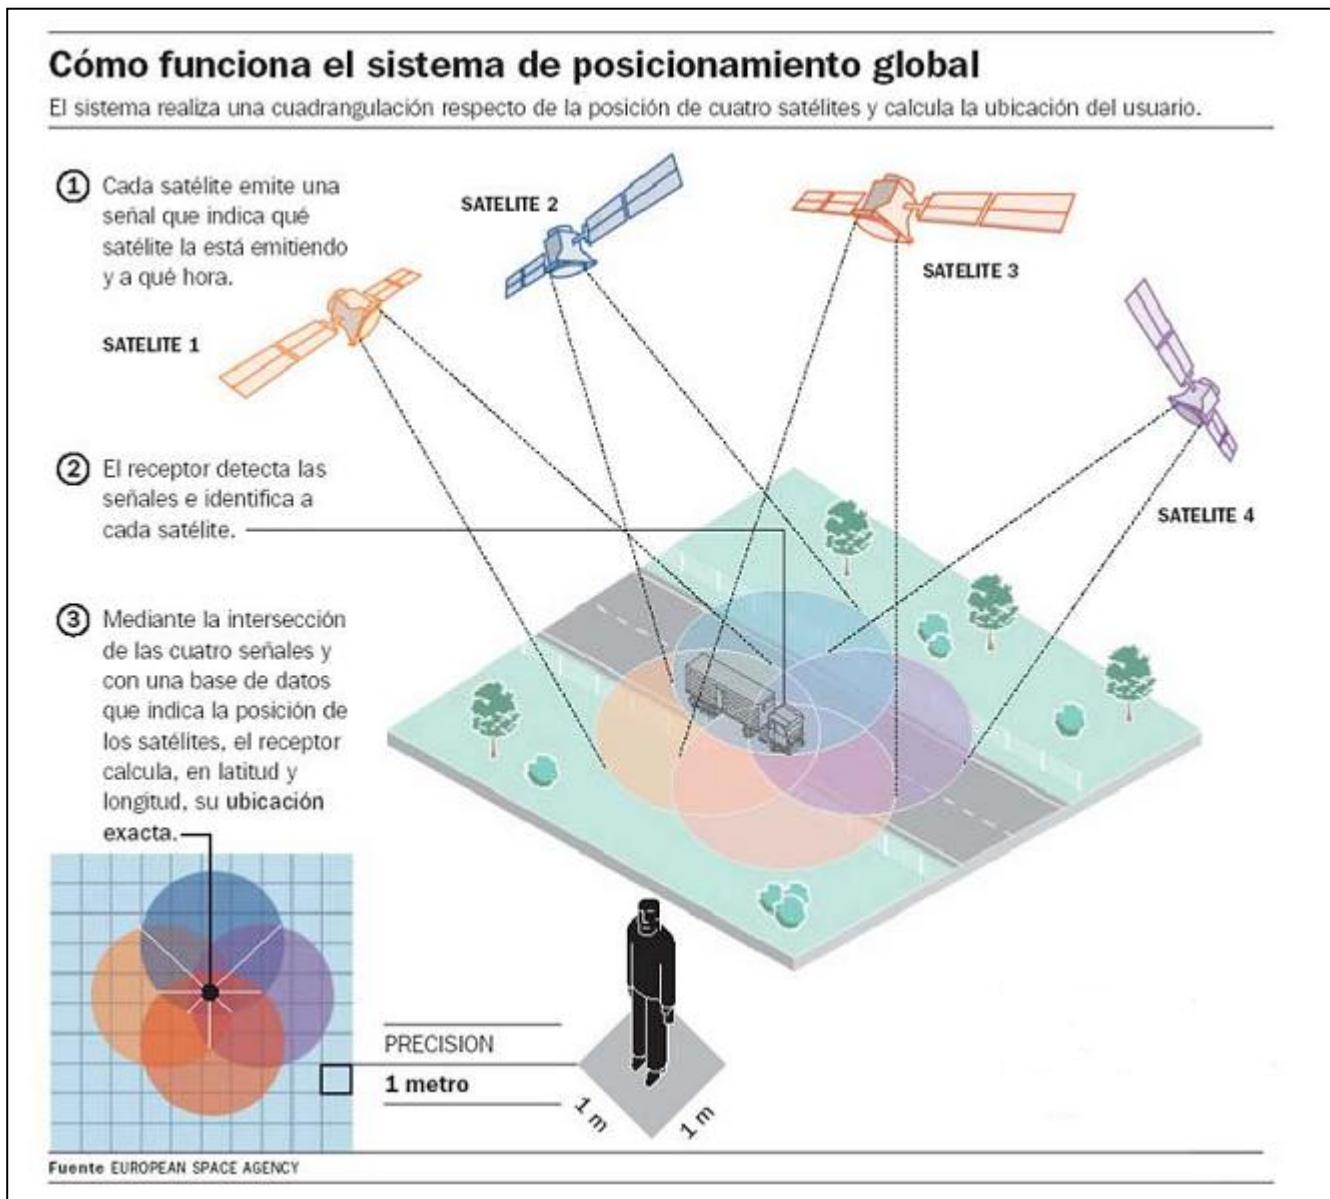 Cómo funciona el sistema de posicionamiento global
El sistema realiza una cuadrangulación respecto de la posición de cuatro satélites y calcula la ubicación del usuario.
1 Cada satélite emite una
señal que indica qué
satélite la está emitiendo
y a qué hora.
SATELITE 1
SATELITE 2
SATELITE 3
SATELITE 4
2 El receptor detecta las
señales e identifica a
cada satélite.
3 Mediante la intersección
de las cuatro señales y
con una base de datos
que indica la posición de
los satélites, el receptor
calcula, en latitud y
longitud, su ubicación
exacta.
PRECISION
1 metro
1 m
1 m
Fuente EUROPEAN SPACE AGENCY